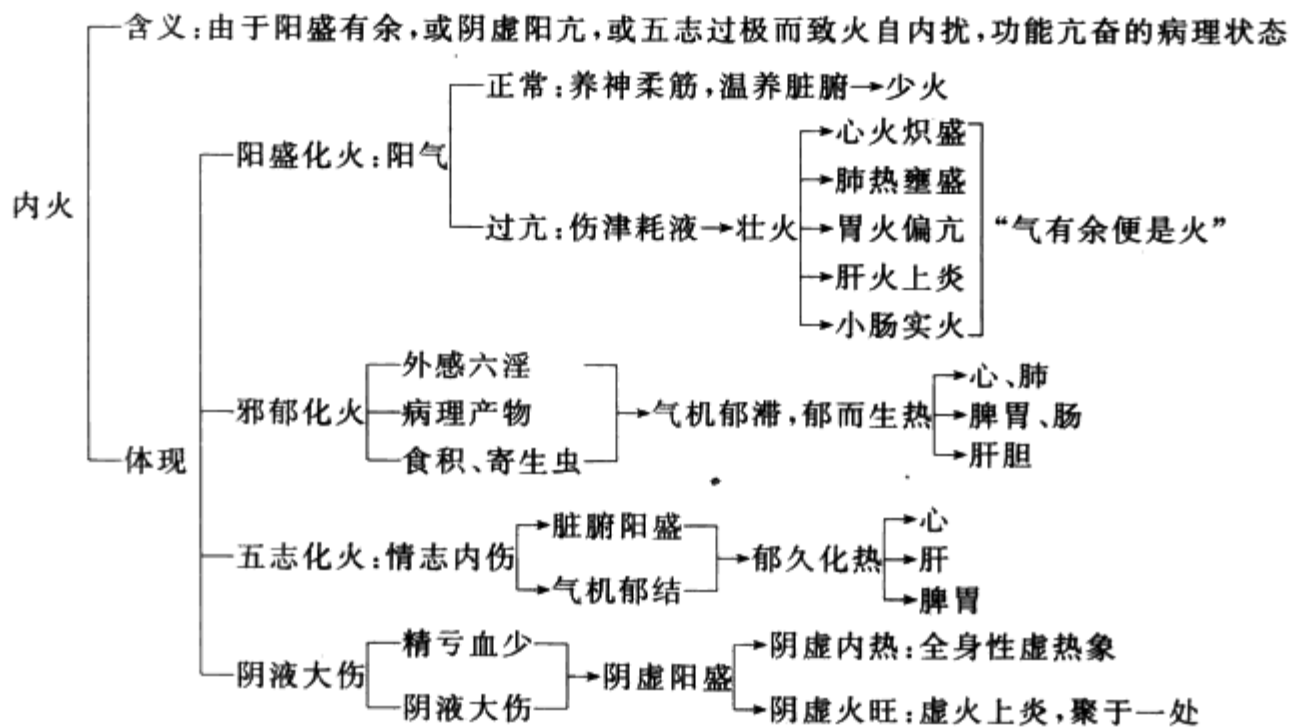 含义：由于阳盛有余，或阴虚阳亢，或五志过极而致火自内扰，功能亢奋的病理状态
正常：养神柔筋，温养脏腑→少火
心火炽盛
阳盛化火：阳气
肺热壅盛
内火
过亢：伤津耗液→壮火
胃火偏亢
“气有余便是火”
肝火上炎
小肠实火
外感六淫
心、肺
邪郁化火
病理产物
气机郁滞，郁而生热
脾胃、肠
体现
食积、寄生虫
肝胆
脏腑阳盛
心
五志化火：情志内伤
郁久化热
肝
气机郁结
脾胃
精亏血少
阴虚内热：全身性虚热象
阴液大伤
阴虚阳盛
阴液大伤
阴虚火旺：虚火上炎，聚于一处